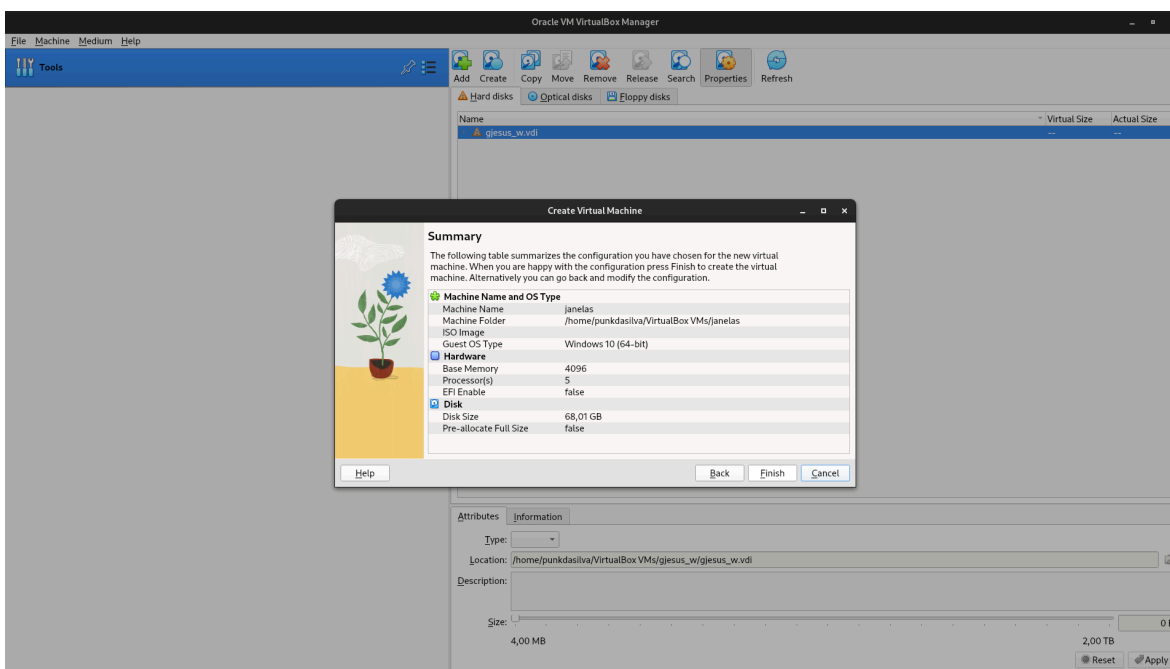 Oracle VM VirtualBox Manager
File Machine Medium Help
Tools
Add Create Copy Move Remove Release Search Properties Refresh
Hard disks Optical disks Floppy disks
Name Virtual Size Actual Size
gjesus_w.vdi -- --
Create Virtual Machine
Summary
The following table summarizes the configuration you have chosen for the new virtual
machine. When you are happy with the configuration press Finish to create the virtual
machine. Alternatively you can go back and modify the configuration.
Machine Name and OS Type
Machine Name janelas
Machine Folder /home/punkdasilva/VirtualBox VMs/janelas
ISO Image
Guest OS Type Windows 10 (64-bit)
Hardware
Base Memory 4096
Processor(s) 5
EFI Enable false
Disk
Disk Size 68,01 GB
Pre-allocate Full Size false
Help Back Finish Cancel
Attributes Information
Type:
Location: /home/punkdasilva/VirtualBox VMs/gjesus_w/gjesus_w.vdi
Description:
Size: 0
4,00 MB 2,00 TB
Reset Apply